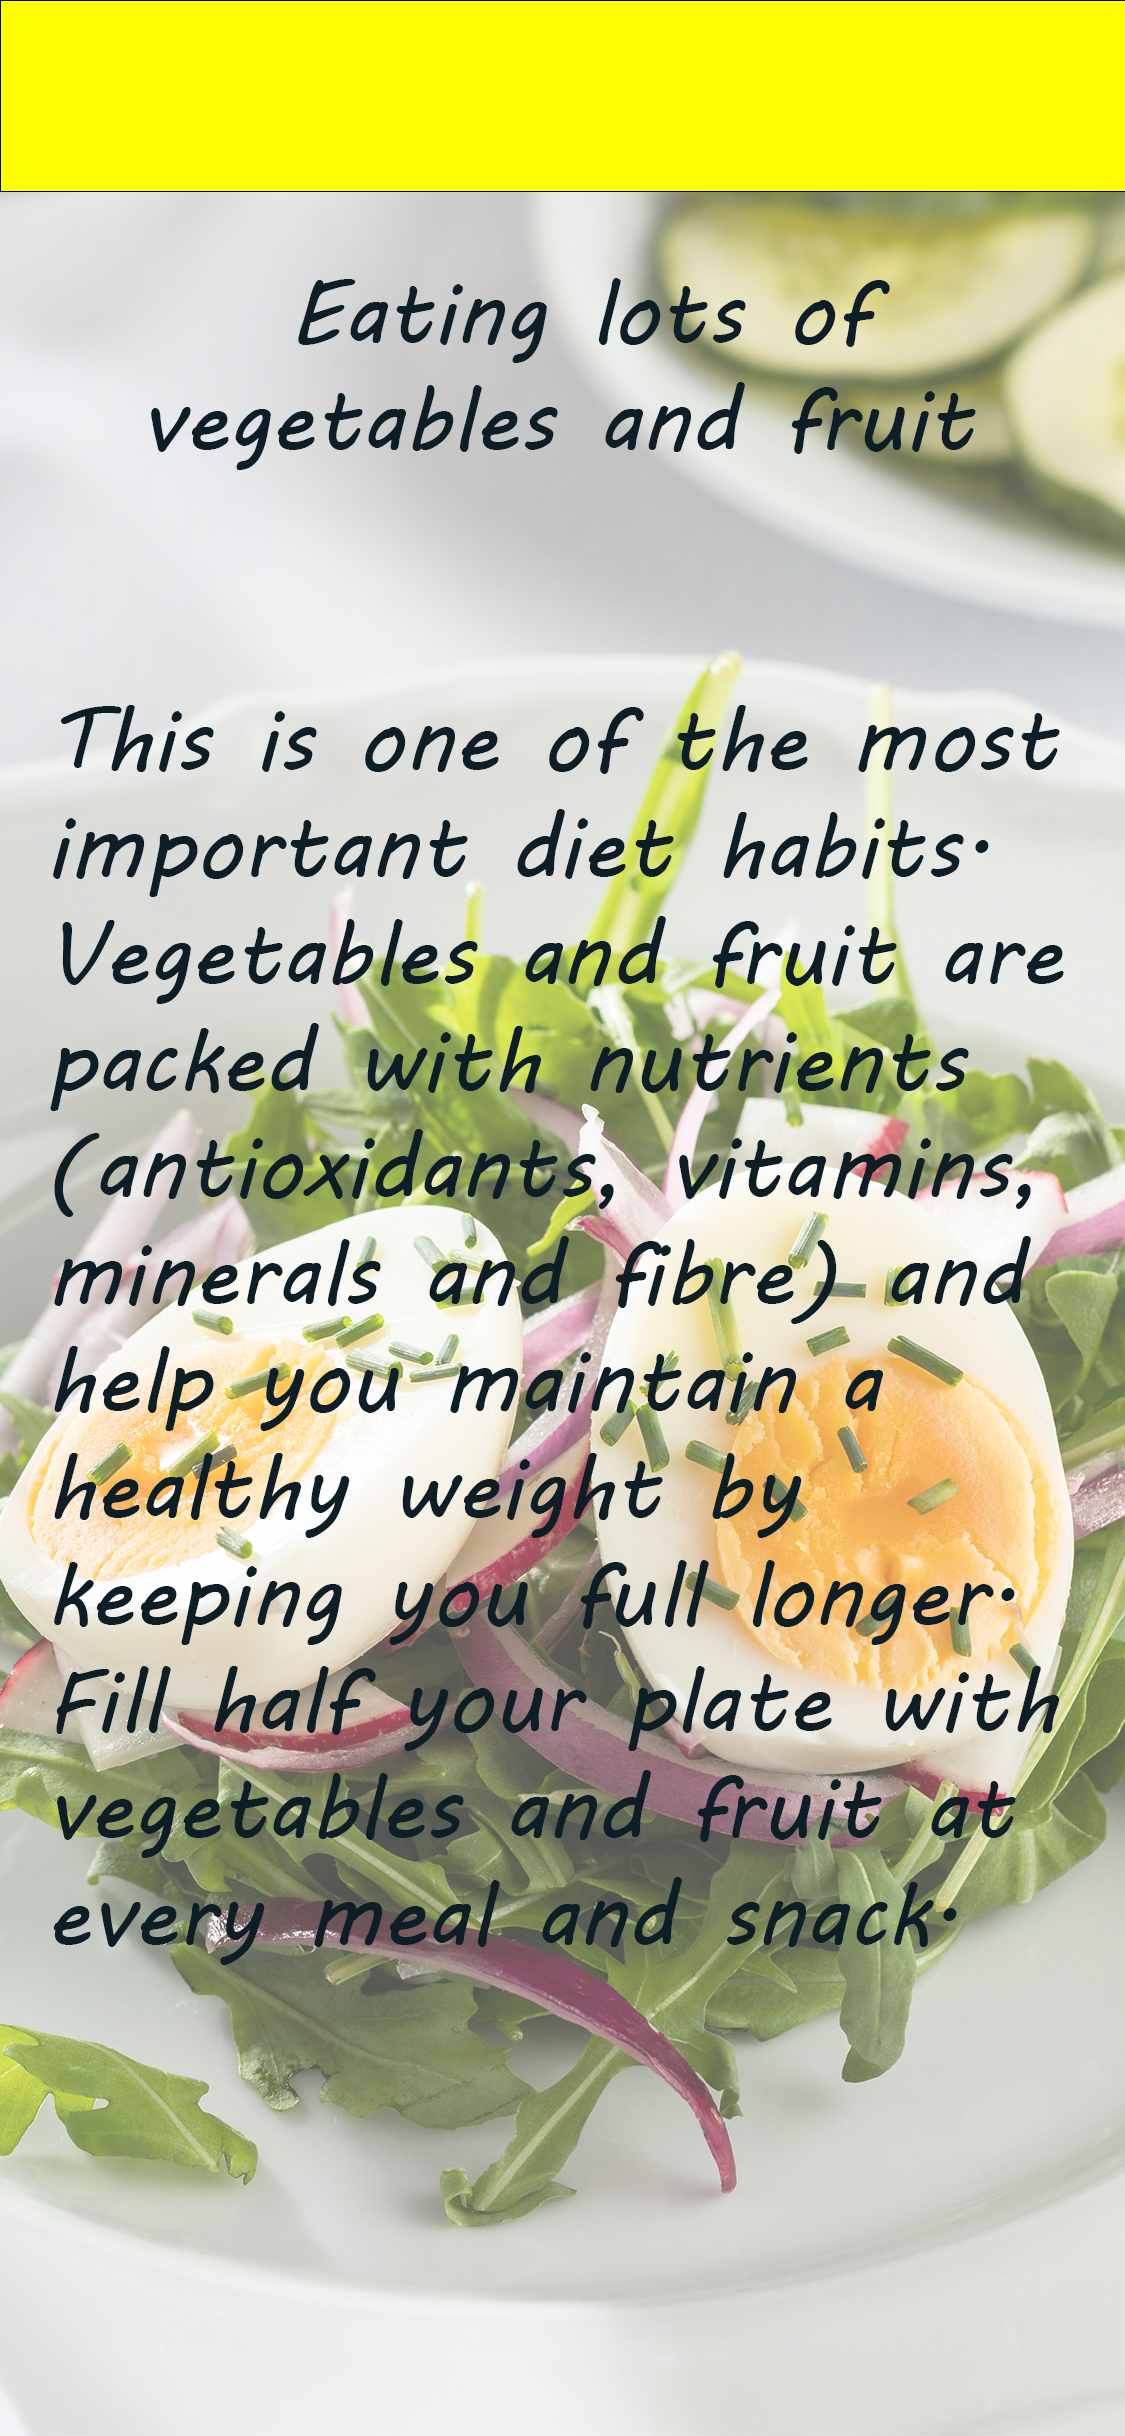 Eating lots of
vegetables and fruit
This is one of the most
important diet habits.
Vegetables and fruit are
packed with nutrients
(antioxidants, vitamins,
minerals and fibre) and
help you maintain a
healthy weight by
keeping you full longer.
Fill half your plate with
vegetables and fruit at
every meal and snack.